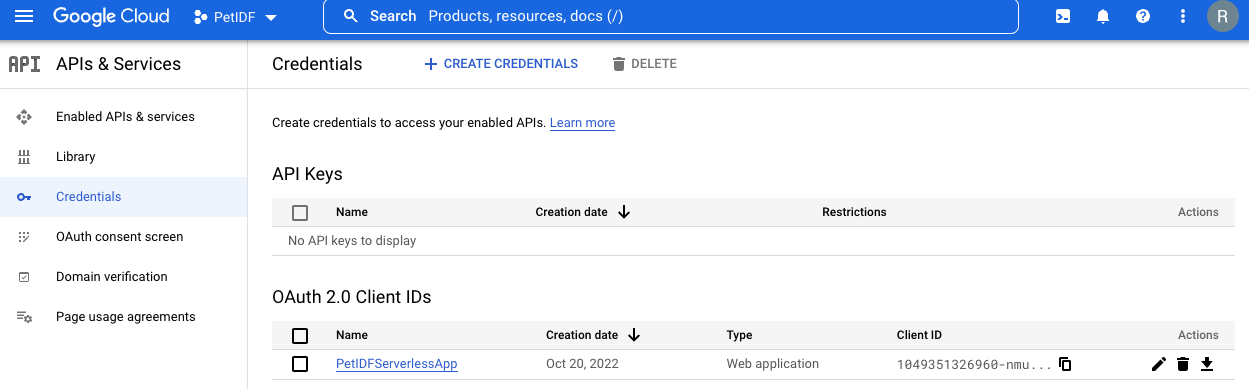 Google Cloud PetIDF Search Products, resources, docs (/) R
API APIs & Services
Credentials + CREATE CREDENTIALS DELETE
Enabled APIs & services
Library
Credentials
OAuth consent screen
Domain verification
Page usage agreements
Create credentials to access your enabled APIs. Learn more
API Keys
Name Creation date Restrictions Actions
No API keys to display
OAuth 2.0 Client IDs
Name Creation date Type Client ID Actions
PetIDFServerlessApp Oct 20, 2022 Web application 1049351326960-nmu...